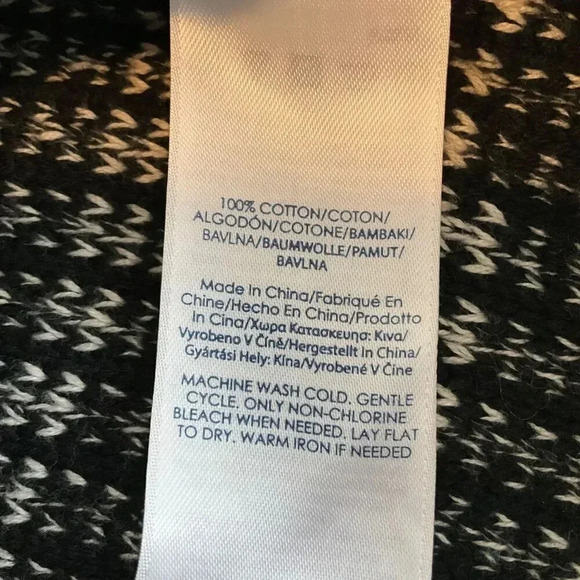 100% COTTON/COTON/
ALGODÓN/COTONE/BAMBAKI/
BAVLNA/BAUMWOLLE/PAMUT/
BAVLNA
Made In China/Fabriqué En
Chine/Hecho En China/Prodotto
In Cina/Χωρα Κατασκευησ: Κινα/
Vyrobeno V Číně/Hergestellt In China/
Gyártási Hely: Kína/Vyrobené V Číne
MACHINE WASH COLD. GENTLE
CYCLE. ONLY NON-CHLORINE
BLEACH WHEN NEEDED. LAY FLAT
TO DRY. WARM IRON IF NEEDED